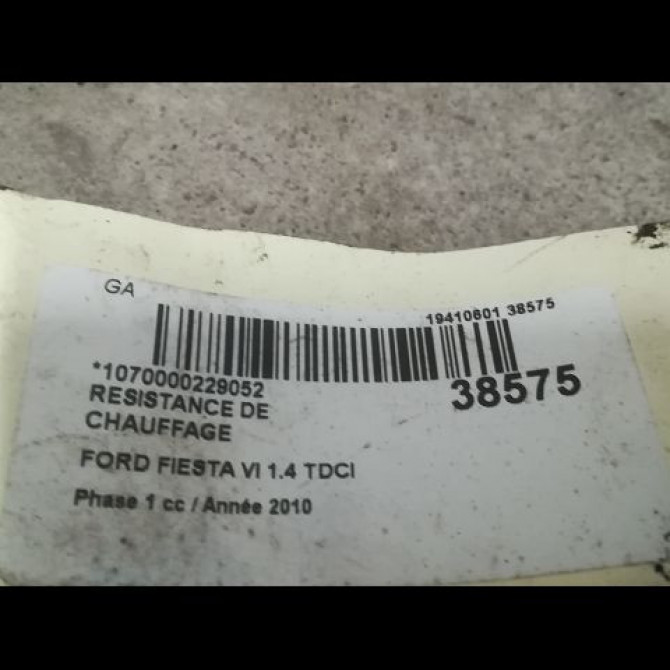 GA
19410601 38575
*1070000229052
38575
RESISTANCE DE
CHAUFFAGE
FORD FIESTA VI 1.4 TDCI
Phase 1 cc / Année 2010